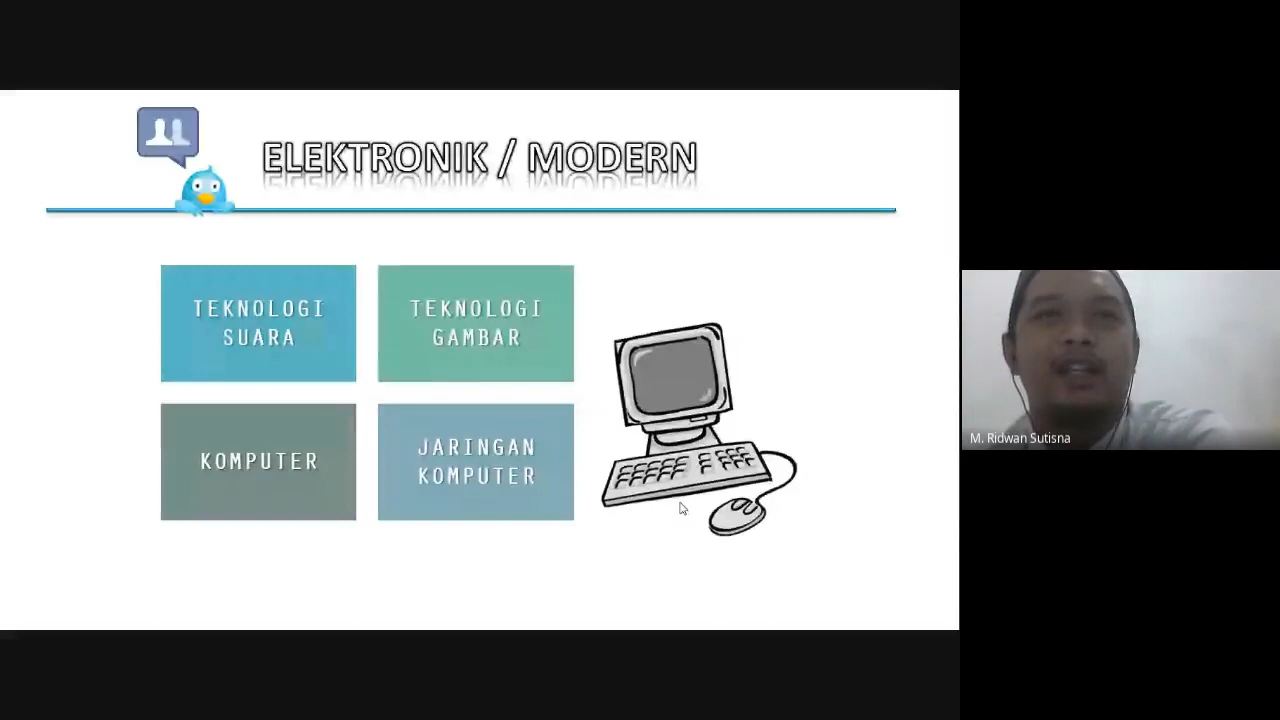 ELEKTRONIK / MODERN
TEKNOLOGI
SUARA
TEKNOLOGI
GAMBAR
KOMPUTER
JARINGAN
KOMPUTER
M. Ridwan Sutisna